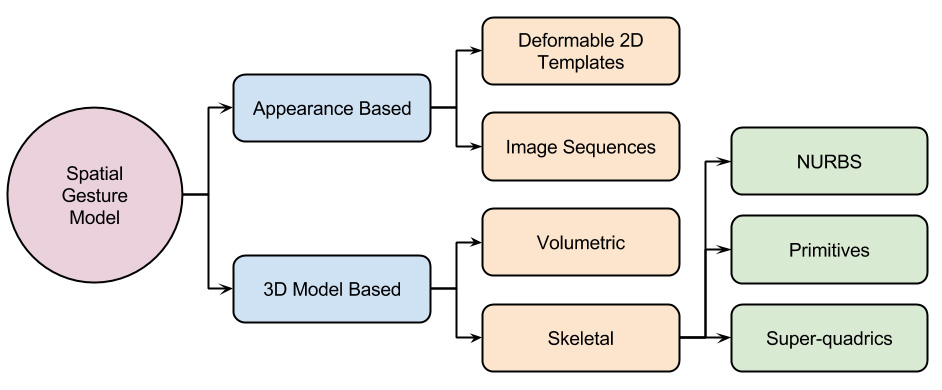 Spatial
Gesture
Model
Appearance Based
3D Model Based
Deformable 2D
Templates
Image Sequences
Volumetric
Skeletal
NURBS
Primitives
Super-quadrics